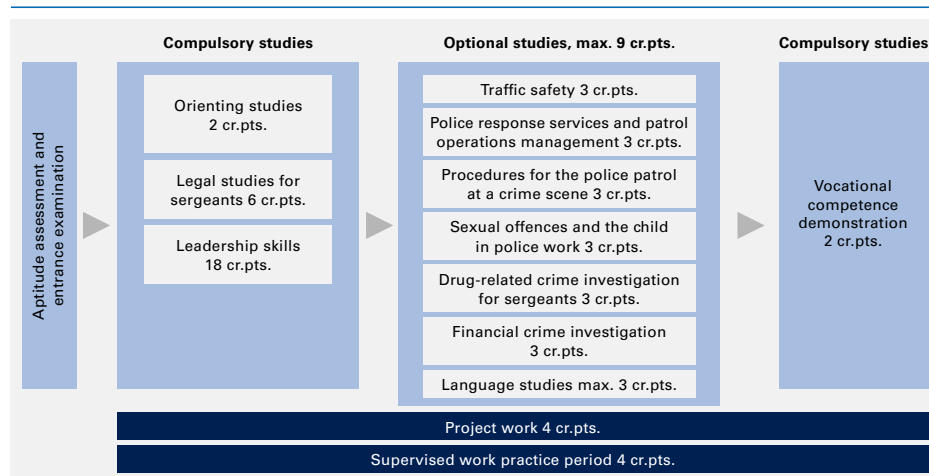 Compulsory studies
Optional studies, max. 9 cr.pts.
Compulsory studies
Aptitude assessment and
entrance examination
Orienting studies
2 cr.pts.
Legal studies for
sergeants 6 cr.pts.
Leadership skills
18 cr.pts.
Traffic safety 3 cr.pts.
Police response services and patrol
operations management 3 cr.pts.
Procedures for the police patrol
at a crime scene 3 cr.pts.
Sexual offences and the child
in police work 3 cr.pts.
Drug-related crime investigation
for sergeants 3 cr.pts.
Financial crime investigation
3 cr.pts.
Language studies max. 3 cr.pts.
Vocational
competence
demonstration
2 cr.pts.
Project work 4 cr.pts.
Supervised work practice period 4 cr.pts.